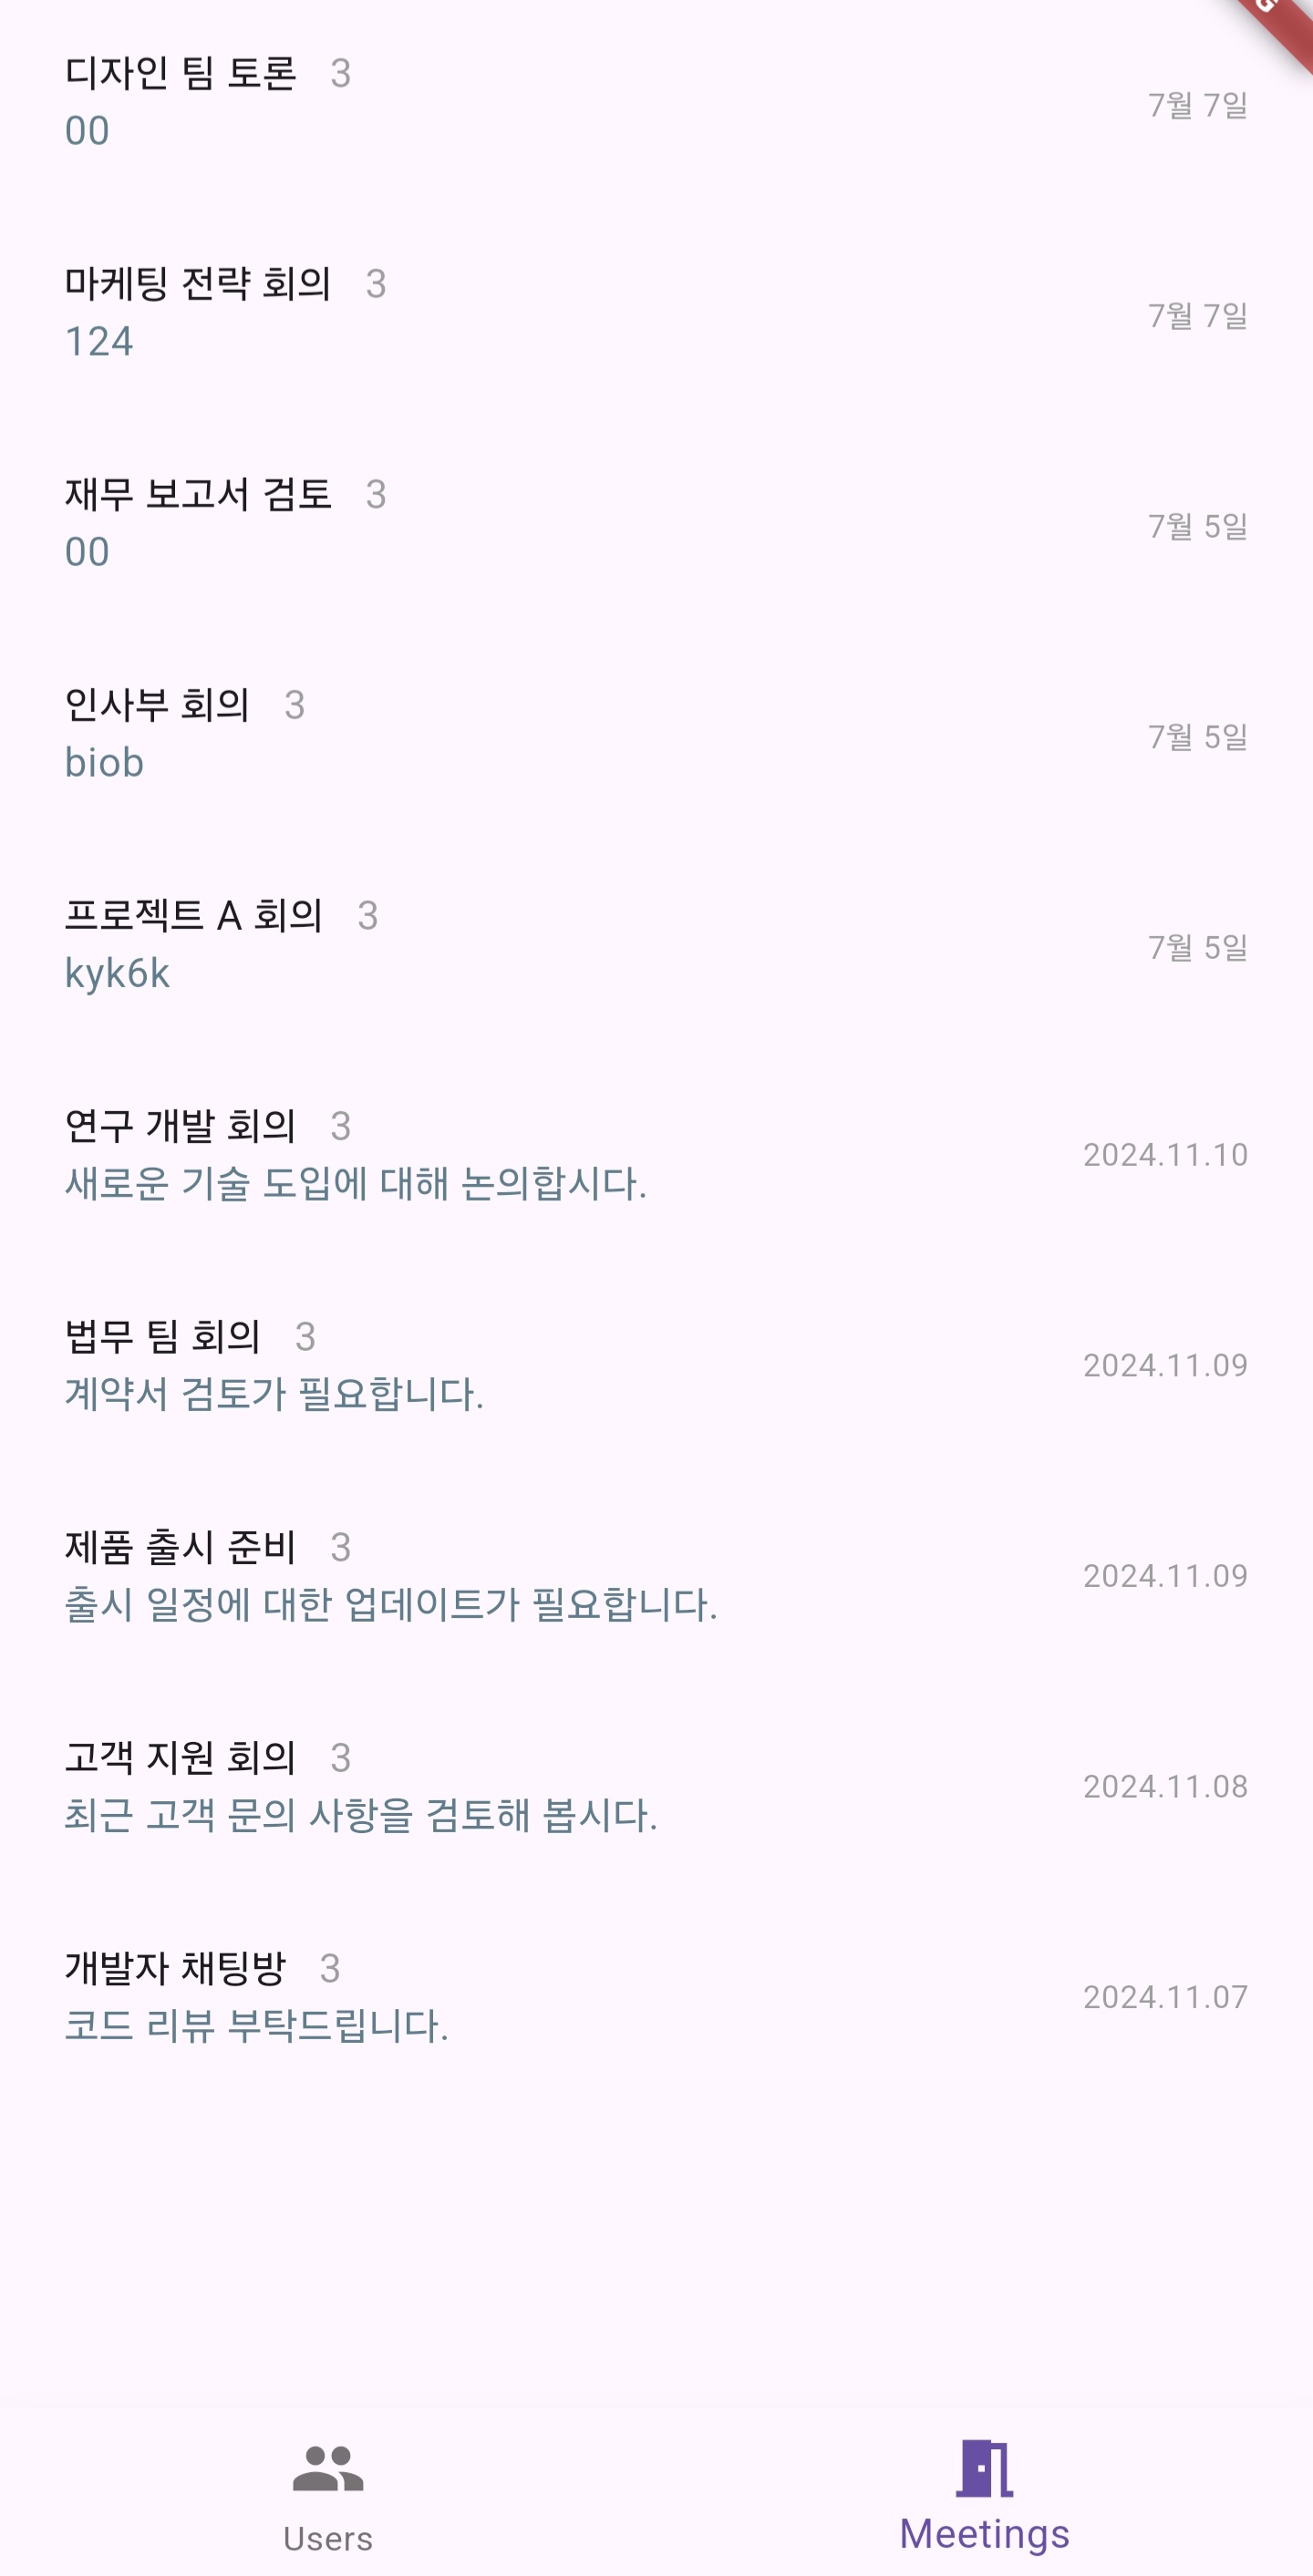 G
디자인 팀 토론 3
00
7월 7일
마케팅 전략 회의 3
124
7월 7일
재무 보고서 검토 3
00
7월 5일
인사부 회의 3
biob
7월 5일
프로젝트 A 회의 3
kyk6k
7월 5일
연구 개발 회의 3
새로운 기술 도입에 대해 논의합시다.
2024.11.10
법무 팀 회의 3
계약서 검토가 필요합니다.
2024.11.09
제품 출시 준비 3
출시 일정에 대한 업데이트가 필요합니다.
2024.11.09
고객 지원 회의 3
최근 고객 문의 사항을 검토해 봅시다.
2024.11.08
개발자 채팅방 3
코드 리뷰 부탁드립니다.
2024.11.07
Users
Meetings